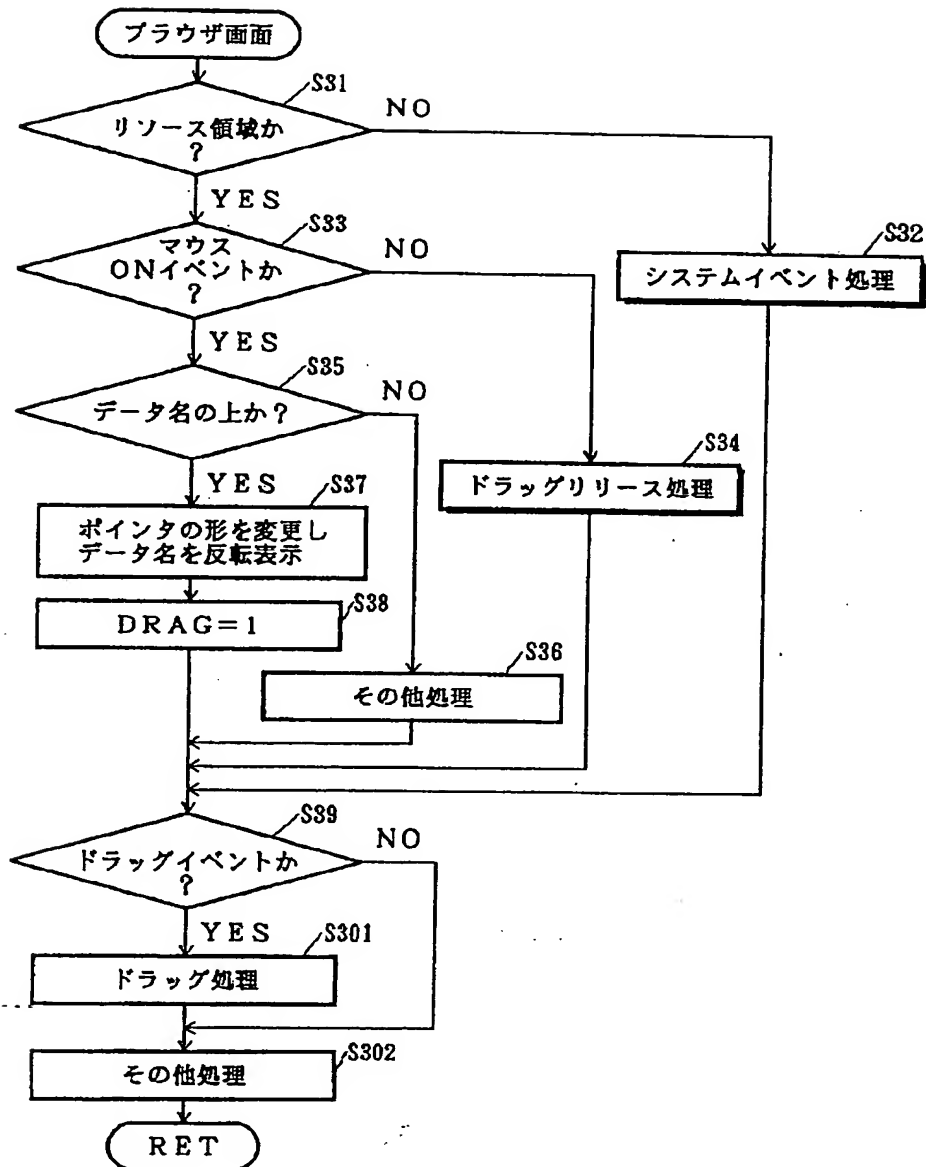 ブラウザ画面
S31
リソース領域か
?
NO
YES
S33
マウス
ONイベントか
?
NO
YES
S32
システムイベント処理
S35
データ名の上か?
NO
YES
S34
ドラッグリリース処理
S37
ポインタの形を変更し
データ名を反転表示
S38
DRAG=1
S36
その他処理
S39
ドラッグイベントか
?
NO
YES
S301
ドラッグ処理
S302
その他処理
RET